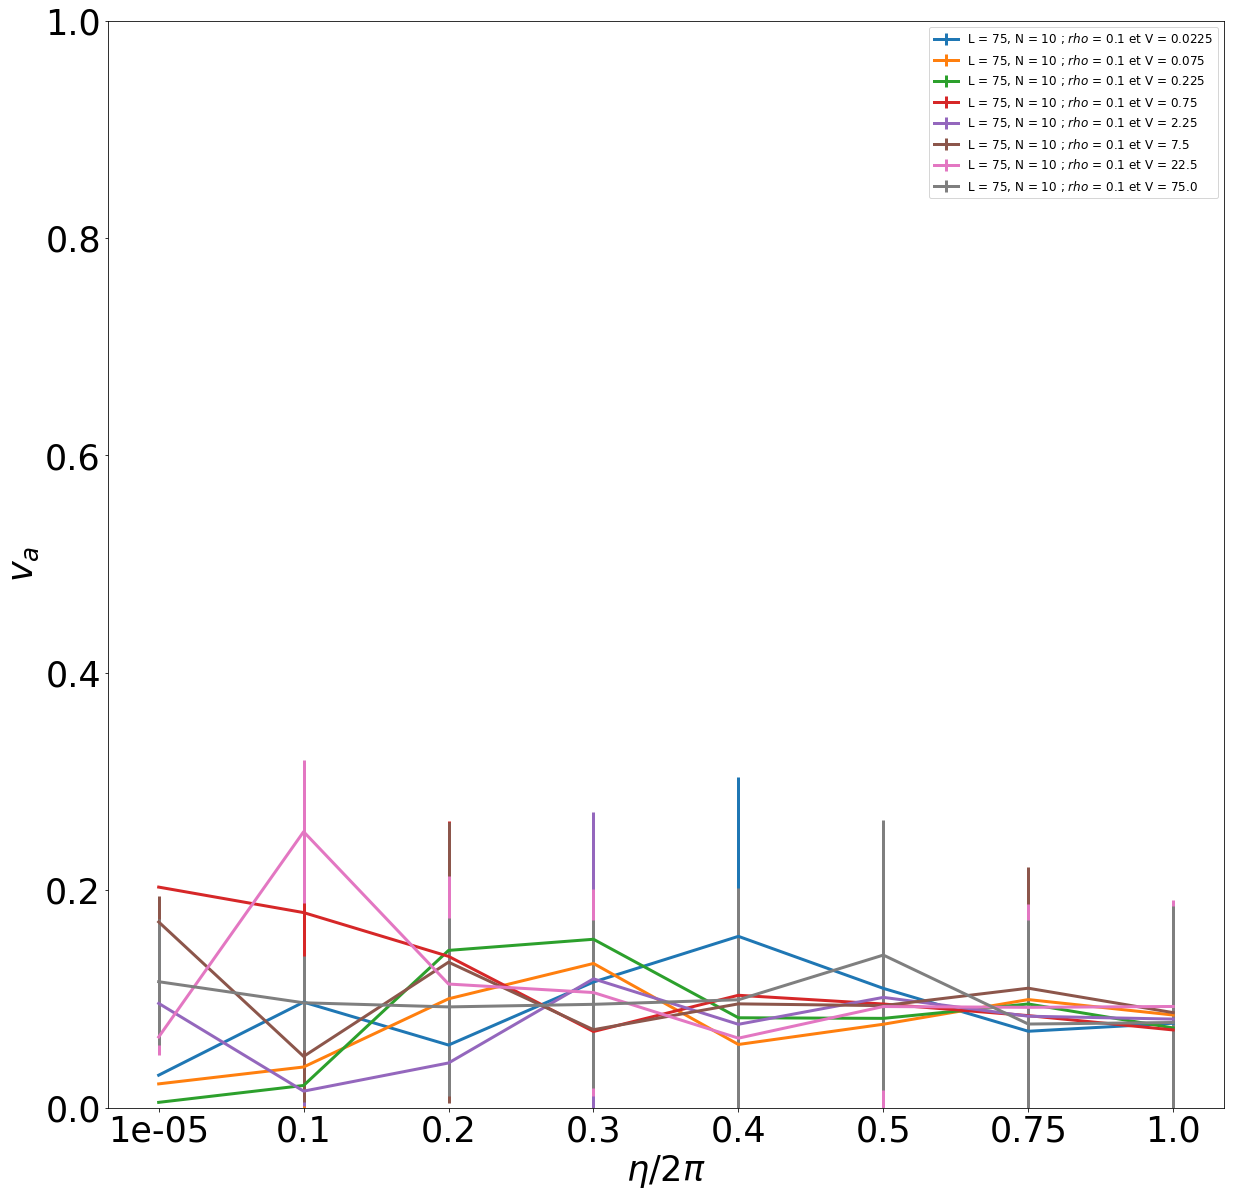 1.0
L = 75, N = 10 ; rho = 0.1 et V = 0.0225
L = 75, N = 10 ; rho = 0.1 et V = 0.075
L = 75, N = 10 ; rho = 0.1 et V = 0.225
L = 75, N = 10 ; rho = 0.1 et V = 0.75
L = 75, N = 10 ; rho = 0.1 et V = 2.25
L = 75, N = 10 ; rho = 0.1 et V = 7.5
L = 75, N = 10 ; rho = 0.1 et V = 22.5
L = 75, N = 10 ; rho = 0.1 et V = 75.0
0.8
0.6
v_a
0.4
0.2
0.0
1e-05 0.1 0.2 0.3 0.4 0.5 0.75 1.0
η/2π